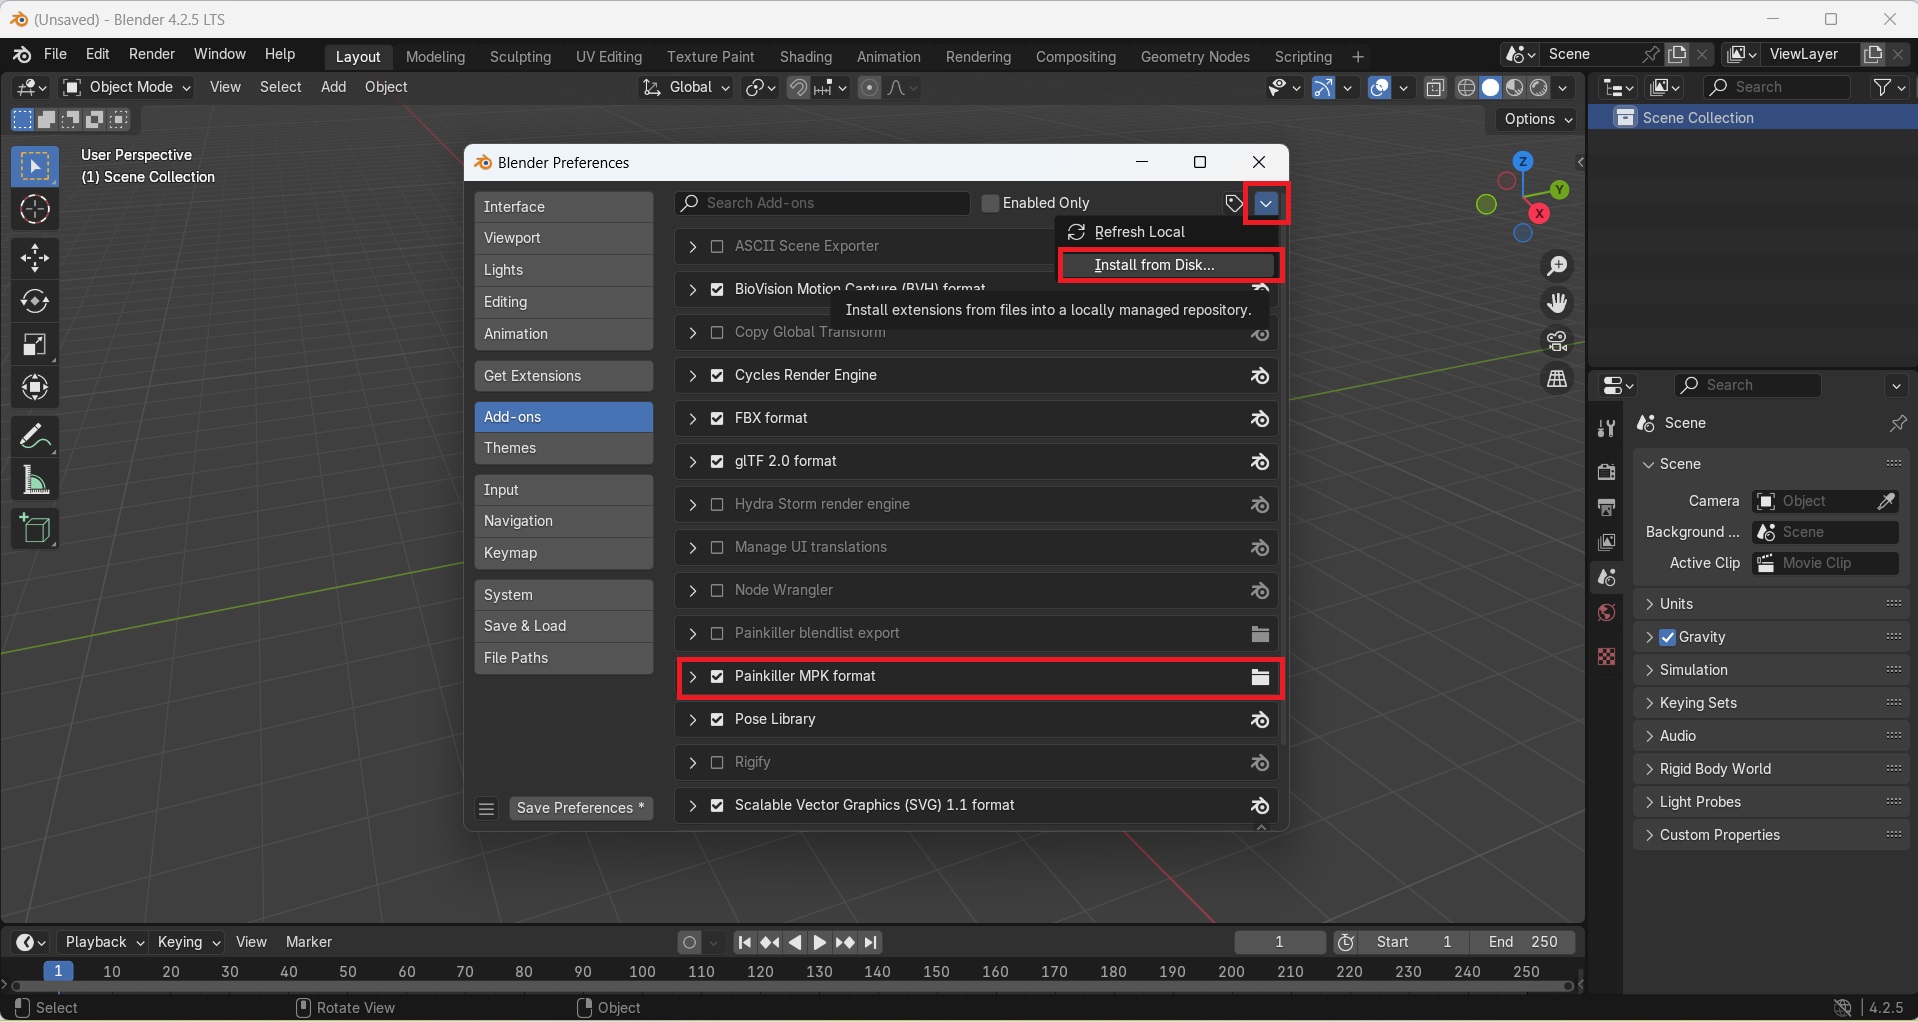 (Unsaved) - Blender 4.2.5 LTS
File Edit Render Window Help Layout Modeling Sculpting UV Editing Texture Paint Shading Animation Rendering Compositing Geometry Nodes Scripting + Scene ViewLayer
Object Mode View Select Add Object Global Search
Options
Scene Collection
User Perspective
(1) Scene Collection
Z
Y
X
Blender Preferences
Interface
Viewport
Lights
Editing
Animation
Get Extensions
Add-ons
Themes
Input
Navigation
Keymap
System
Save & Load
File Paths
Save Preferences *
Search Add-ons Enabled Only
Refresh Local
Install from Disk...
Install extensions from files into a locally managed repository.
ASCII Scene Exporter
BioVision Motion Capture (BVH) format
Copy Global Transform
Cycles Render Engine
FBX format
glTF 2.0 format
Hydra Storm render engine
Manage UI translations
Node Wrangler
Painkiller blendlist export
Painkiller MPK format
Pose Library
Rigify
Scalable Vector Graphics (SVG) 1.1 format
Search
Scene
Scene
Camera Object
Background ... Scene
Active Clip Movie Clip
Units
Gravity
Simulation
Keying Sets
Audio
Rigid Body World
Light Probes
Custom Properties
Playback Keying View Marker 1 Start 1 End 250
1 10 20 30 40 50 60 70 80 90 100 110 120 130 140 150 160 170 180 190 200 210 220 230 240 250
Select Rotate View Object 4.2.5